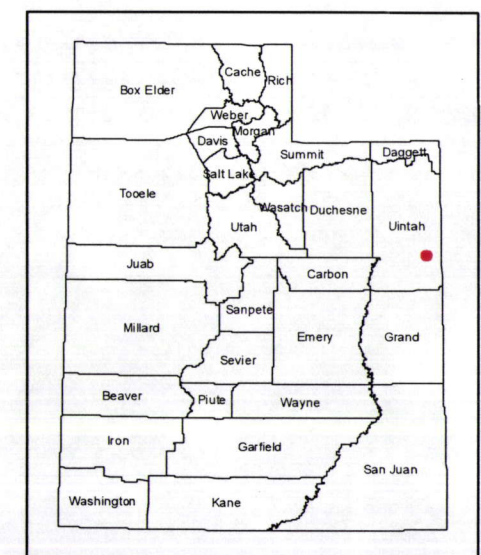 Cache
Rich
Box Elder
Weber
Morgan
Davis
Summit
Daggett
Salt Lake
Tooele
Wasatch
Duchesne
Utah
Uintah
Juab
Carbon
Sanpete
Millard
Emery
Grand
Sevier
Beaver
Piute
Wayne
Iron
Garfield
San Juan
Washington
Kane